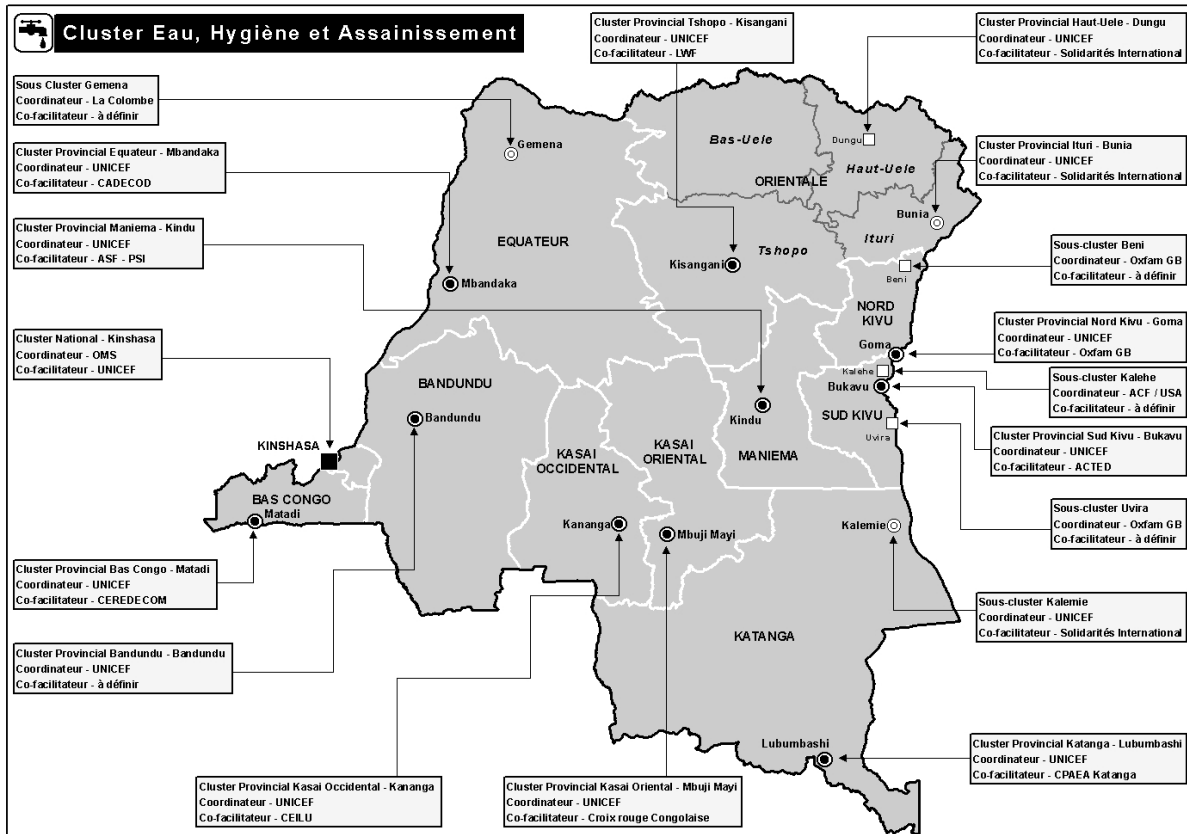 Cluster Eau, Hygiène et Assainissement
Cluster Provincial Tshopo - Kisangani
Coordinateur - UNICEF
Co-facilitateur - LWF
Cluster Provincial Haut-Uele - Dungu
Coordinateur - UNICEF
Co-facilitateur - Solidarités International
Sous Cluster Gemena
Coordinateur - La Colombe
Co-facilitateur - à définir
Cluster Provincial Equateur - Mbandaka
Coordinateur - UNICEF
Co-facilitateur - CADECOD
Cluster Provincial Ituri - Bunia
Coordinateur - UNICEF
Co-facilitateur - Solidarités International
Cluster Provincial Maniema - Kindu
Coordinateur - UNICEF
Co-facilitateur - ASF - PSI
Sous-cluster Beni
Coordinateur - Oxfam GB
Co-facilitateur - à définir
Cluster National - Kinshasa
Coordinateur - OMS
Co-facilitateur - UNICEF
Cluster Provincial Nord Kivu - Goma
Coordinateur - UNICEF
Co-facilitateur - Oxfam GB
Sous-cluster Kalehe
Coordinateur - ACF / USA
Co-facilitateur - à définir
Cluster Provincial Sud Kivu - Bukavu
Coordinateur - UNICEF
Co-facilitateur - ACTED
Sous-cluster Uvira
Coordinateur - Oxfam GB
Co-facilitateur - à définir
Cluster Provincial Bas Congo - Matadi
Coordinateur - UNICEF
Co-facilitateur - CEREDECOM
Sous-cluster Kalemie
Coordinateur - UNICEF
Co-facilitateur - Solidarités International
Cluster Provincial Bandundu - Bandundu
Coordinateur - UNICEF
Co-facilitateur - à définir
Cluster Provincial Katanga - Lubumbashi
Coordinateur - UNICEF
Co-facilitateur - CPAEA Katanga
Cluster Provincial Kasai Occidental - Kananga
Coordinateur - UNICEF
Co-facilitateur - CEILU
Cluster Provincial Kasai Oriental - Mbuji Mayi
Coordinateur - UNICEF
Co-facilitateur - Croix rouge Congolaise
Gemena
Bas-Uele
Dungu
Haut-Uele
ORIENTALE
Bunia
Ituri
EQUATEUR
Tshopo
Kisangani
Beni
Mbandaka
NORD
KIVU
Goma
Kalehe
BANDUNDU
Bukavu
Bandundu
Kindu
SUD KIVU
Uvira
KINSHASA
KASAI
OCCIDENTAL
KASAI
ORIENTAL
MANIEMA
BAS CONGO
Matadi
Kananga
Mbuji Mayi
Kalemie
KATANGA
Lubumbashi